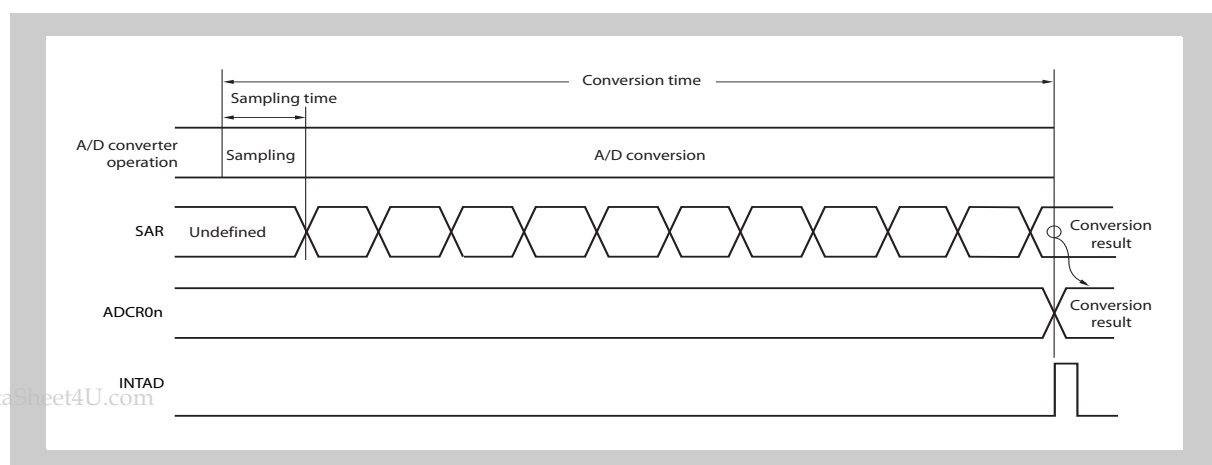 Conversion time
Sampling time
A/D converter
operation
Sampling
A/D conversion
SAR
Undefined
Conversion
result
ADCR0n
Conversion
result
INTAD
aSheet4U.com